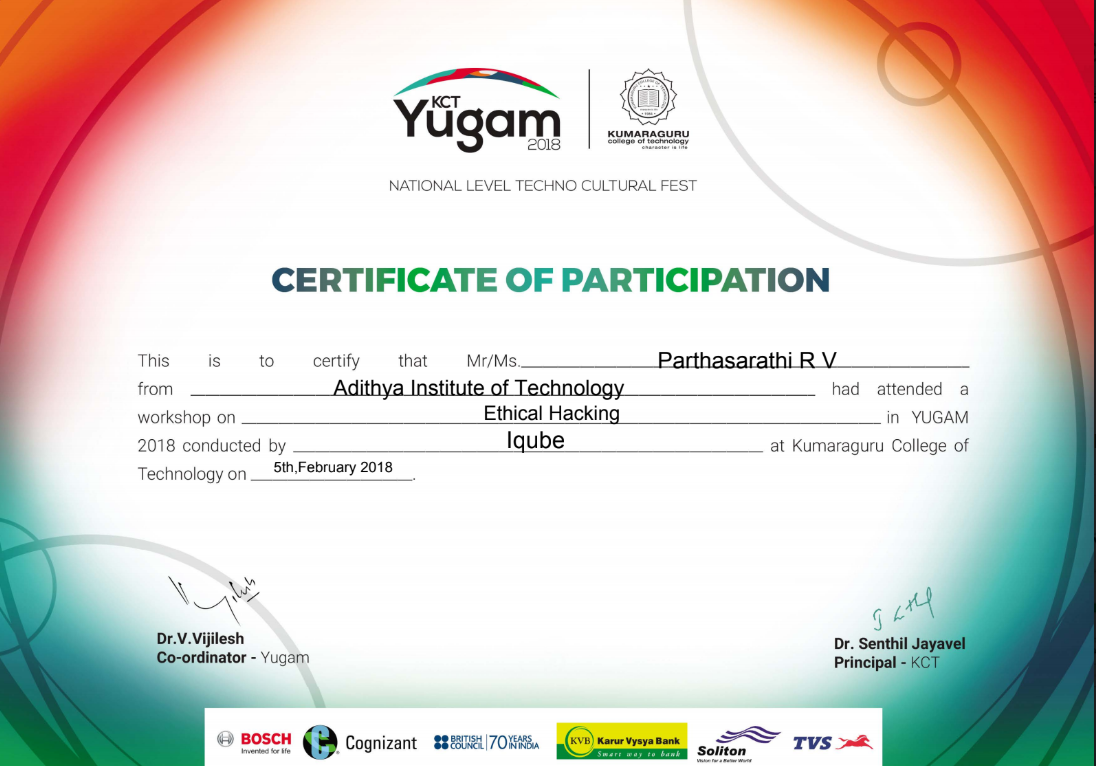 KCT
Yugam
2018
KUMARAGURU
college of technology
character is life
NATIONAL LEVEL TECHNO CULTURAL FEST
CERTIFICATE OF PARTICIPATION
This is to certify that Mr/Ms. Parthasarathi R V
from Adithya Institute of Technology had attended a
workshop on Ethical Hacking in YUGAM
2018 conducted by Iqube at Kumaraguru College of
Technology on 5th,February 2018.
Dr.V.Vijilesh
Co-ordinator - Yugam
Dr. Senthil Jayavel
Principal - KCT
BOSCH
Invented for life
Cognizant
BRITISH COUNCIL 70 YEARS IN INDIA
KVB Karur Vysya Bank
Smart way to bank
Soliton
Vision for a Better World
TVS